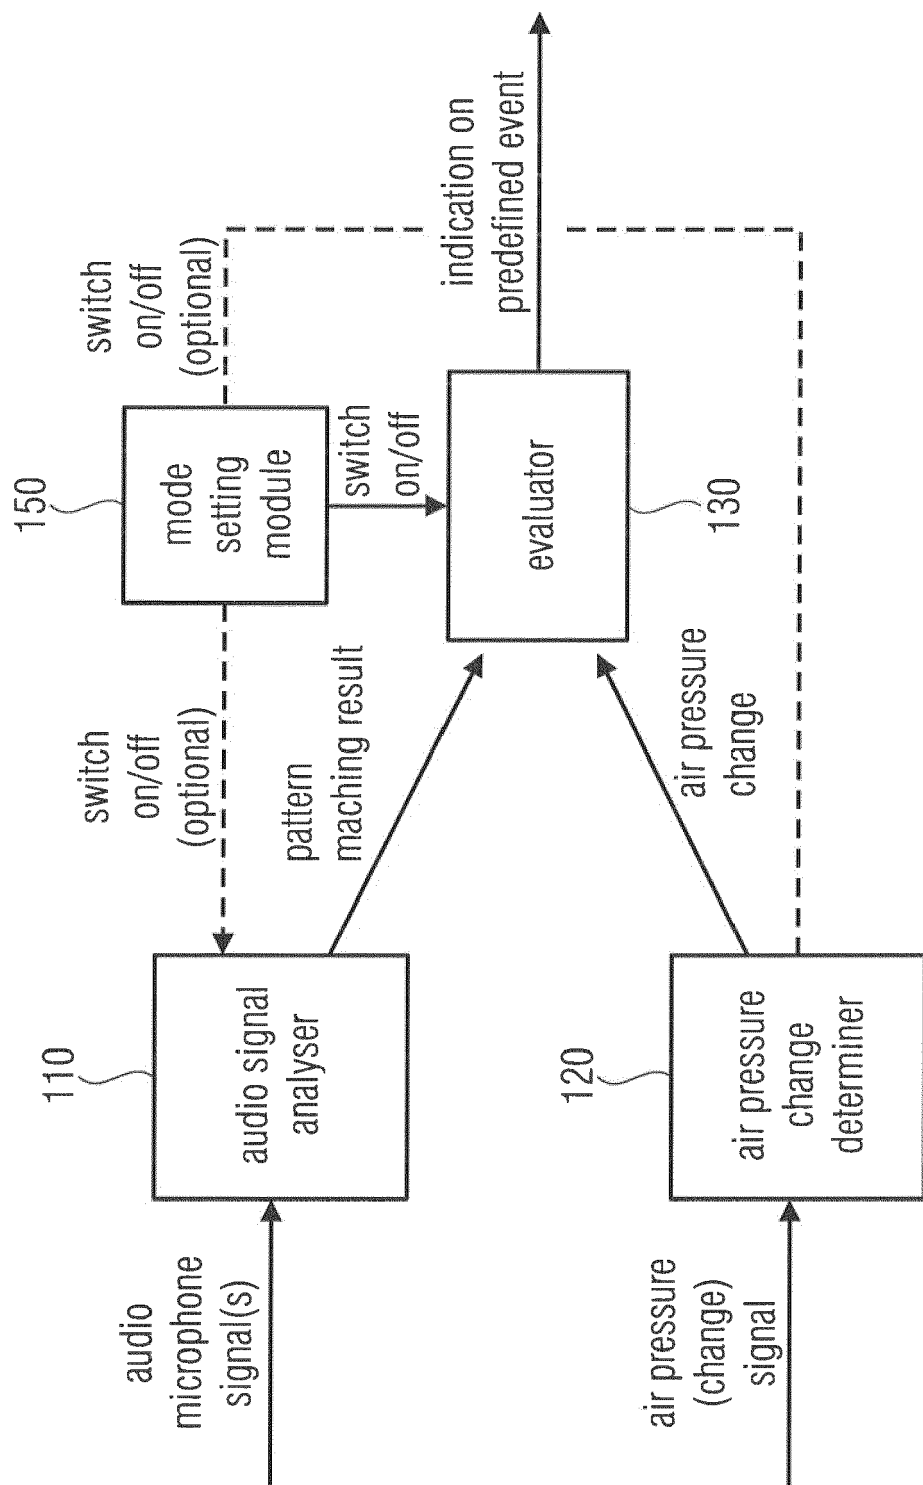 150
mode
setting
module
switch
on/off
(optional)
switch
on/off
(optional)
switch
on/off
110
audio signal
analyser
audio
microphone
signal(s)
pattern
maching result
evaluator
130
indication on
predefined event
air pressure
change
120
air pressure
change
determiner
air pressure
(change)
signal